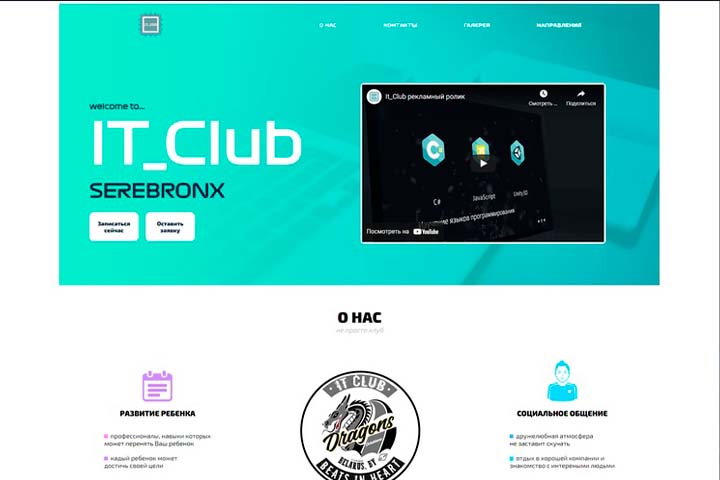 О НАС
КОНТАКТЫ
ГАЛЕРЕЯ
НАПРАВЛЕНИЯ
welcome to...
IT_Club
SEREBRONX
Записаться
сейчас
Оставить
заявку
It_Club рекламный ролик
Смотреть ...
Поделиться
C#
JavaScript
Unity3D
языков программирования
Посмотреть на YouTube
О НАС
не просто клуб
РАЗВИТИЕ РЕБЕНКА
профессионалы, навыки которых
может перенять Ваш ребенок
кадый ребенок может
достичь своей цели
IT CLUB
Dragons
BELARUS, BY
BEATS IN HEART
СОЦИАЛЬНОЕ ОБЩЕНИЕ
дружелюбная атмосфера
не заставит скучать
отдых в хорошей компании и
знакомство с интереными людьми